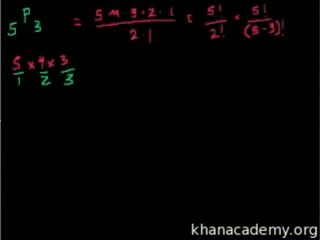 5P3 = 5·4·3·2·1 / 2·1 = 5! / 2! = 5! / (5-3)!
5/1 × 4/2 × 3/3
khanacademy.org